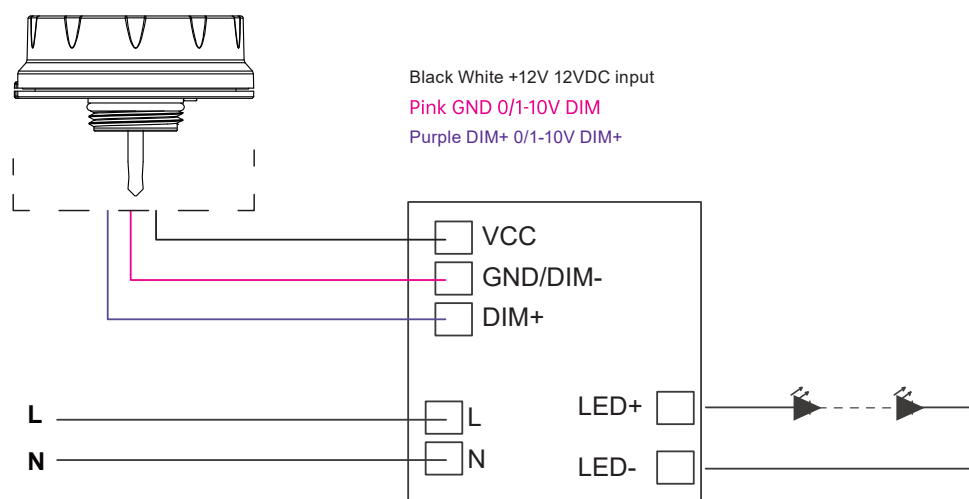 Black White +12V 12VDC input
Pink GND 0/1-10V DIM
Purple DIM+ 0/1-10V DIM+
VCC
GND/DIM-
DIM+
L
L
N
N
LED+
LED-